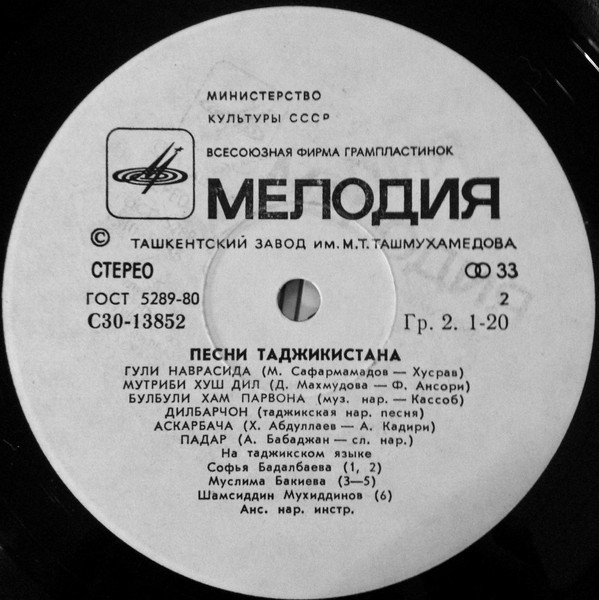 МИНИСТЕРСТВО
КУЛЬТУРЫ СССР
ВСЕСОЮЗНАЯ ФИРМА ГРАМПЛАСТИНОК
МЕЛОДИЯ
© ТАШКЕНТСКИЙ ЗАВОД ИМ. М.Т. ТАШМУХАМЕДОВА
СТЕРЕО 33
ГОСТ 5289-80 2
С30-13852 Гр. 2. 1-20
ПЕСНИ ТАДЖИКИСТАНА
ГУЛИ НАВРАСИДА (М. Сафармамадов — Хусрав)
МУТРИБИ ХУШ ДИЛ (Д. Махмудова — Ф. Ансори)
БУЛБУЛИ ХАМ ПАРВОНА (муз. нар. — Кассоб)
ДИЛБАРЧОН (таджикская нар. песня)
АСКАРБАЧА (Х. Абдуллаев — А. Кадири)
ПАДАР (А. Бабаджан — сл. нар.)
На таджикском языке
Софья Бадалбаева (1, 2)
Муслима Бакиева (3—5)
Шамсиддин Мухиддинов (6)
Анс. нар. инстр.